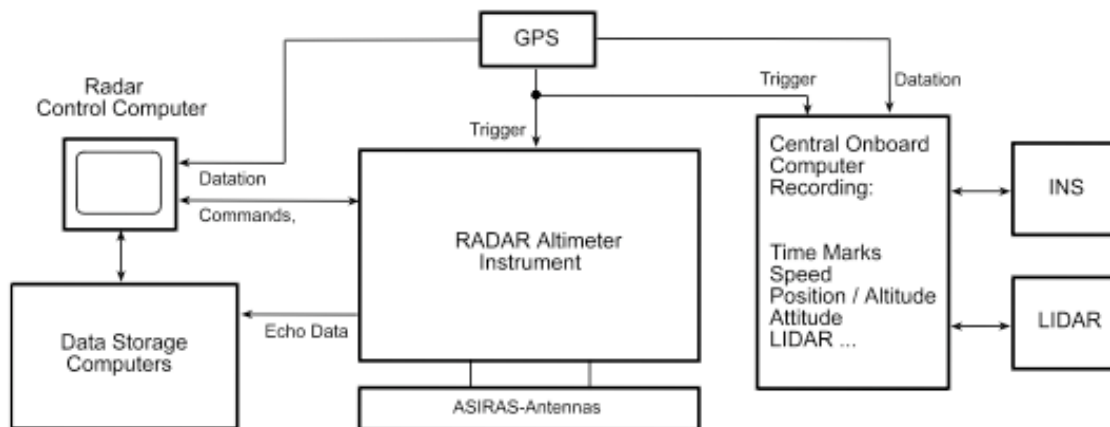 GPS
Radar
Control Computer
Trigger
Datation
Trigger
Datation
Commands,
Central Onboard
Computer
Recording:
Time Marks
Speed
Position / Altitude
Attitude
LIDAR ...
INS
RADAR Altimeter
Instrument
LIDAR
Echo Data
Data Storage
Computers
ASIRAS-Antennas